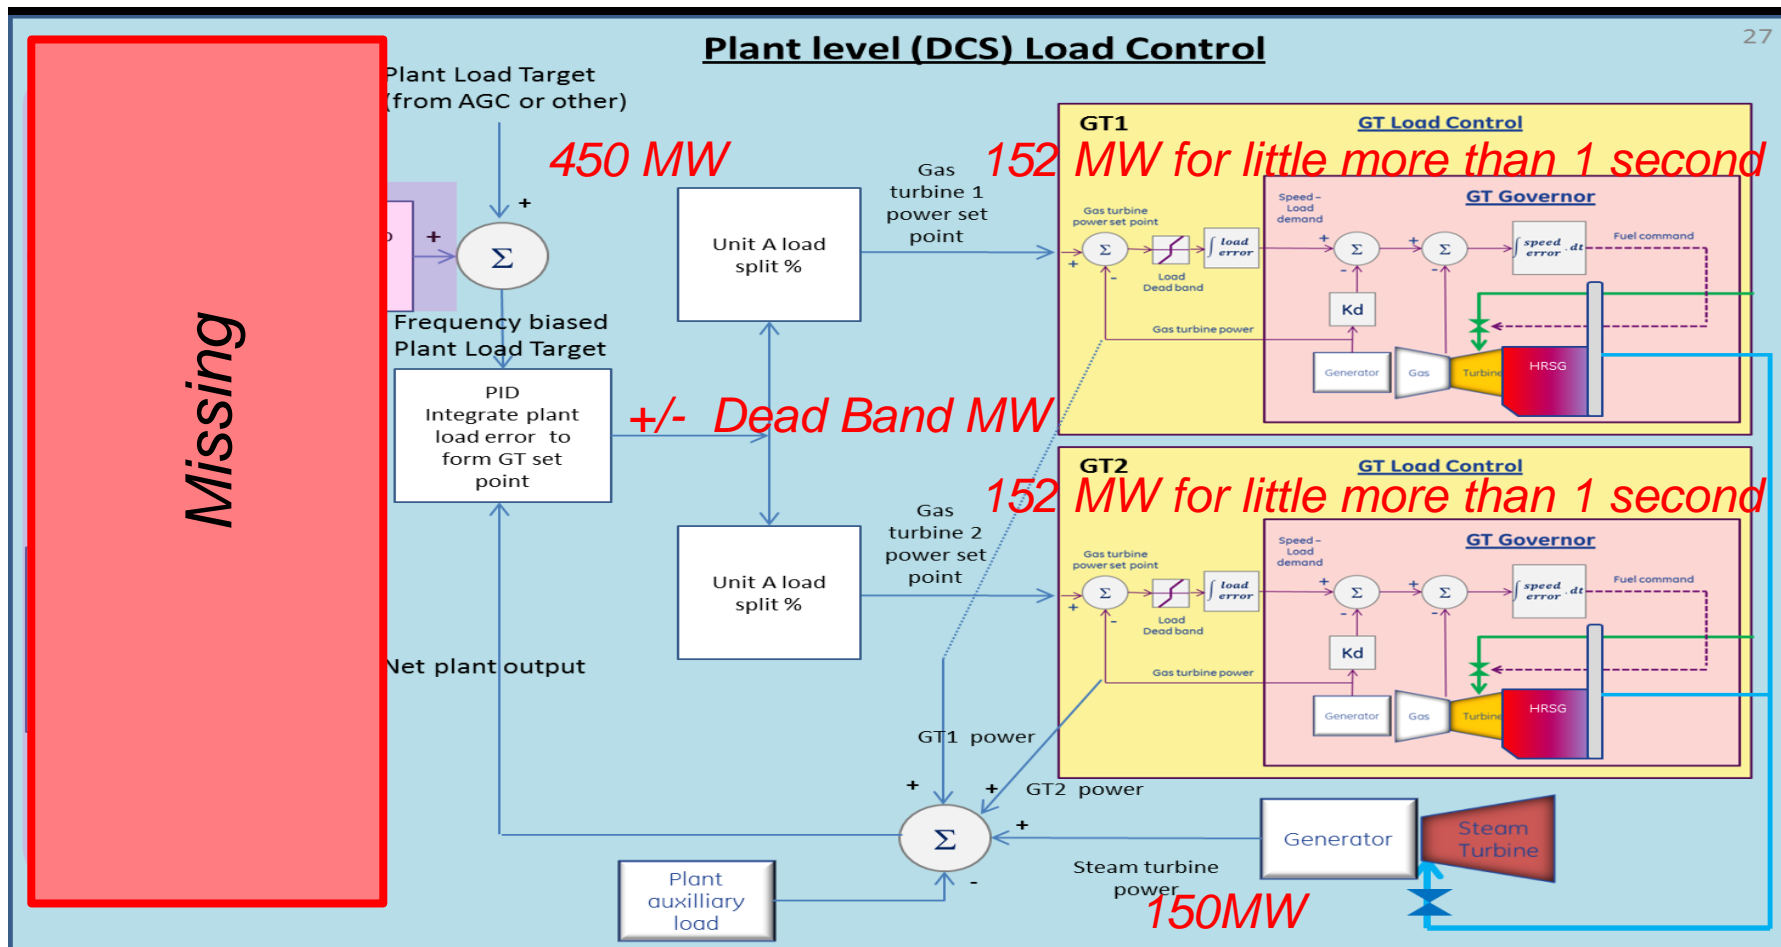 Plant level (DCS) Load Control
27
Missing
Plant Load Target
(from AGC or other)
450 MW
+
+
Σ
Frequency biased
Plant Load Target
PID
Integrate plant
load error to
form GT set
point
+/- Dead Band MW
Net plant output
Unit A load
split %
Gas
turbine 1
power set
point
Unit A load
split %
Gas
turbine 2
power set
point
GT1
GT Load Control
152 MW for little more than 1 second
GT Governor
Gas turbine
power set point
Speed –
Load
demand
Σ
+
-
Load
Dead band
∫ load
error
+
Σ
-
+
Σ
-
∫ speed
error . dt
Fuel command
Kd
Gas turbine power
Generator
Gas
Turbine
HRSG
GT2
GT Load Control
152 MW for little more than 1 second
GT Governor
Gas turbine
power set point
Speed –
Load
demand
Σ
+
-
Load
Dead band
∫ load
error
+
Σ
-
+
Σ
-
∫ speed
error . dt
Fuel command
Kd
Gas turbine power
Generator
Gas
Turbine
HRSG
GT1 power
GT2 power
+
+
+
Σ
-
Plant
auxilliary
load
Steam turbine
power
150MW
Generator
Steam
Turbine